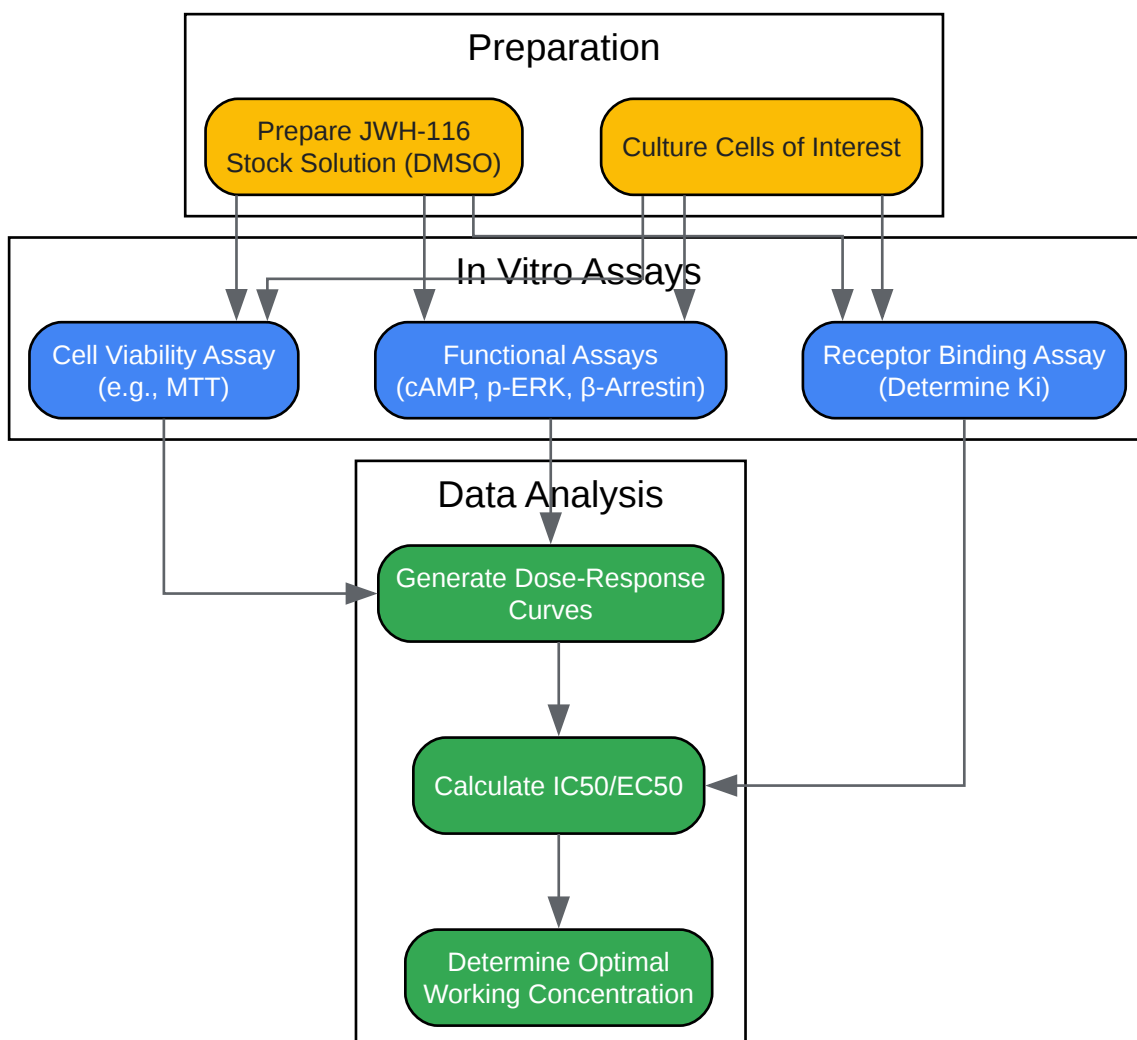 Preparation
Prepare JWH-116
Stock Solution (DMSO)
Culture Cells of Interest
In Vitro Assays
Cell Viability Assay
(e.g., MTT)
Functional Assays
(cAMP, p-ERK, β-Arrestin)
Receptor Binding Assay
(Determine Ki)
Data Analysis
Generate Dose-Response
Curves
Calculate IC50/EC50
Determine Optimal
Working Concentration